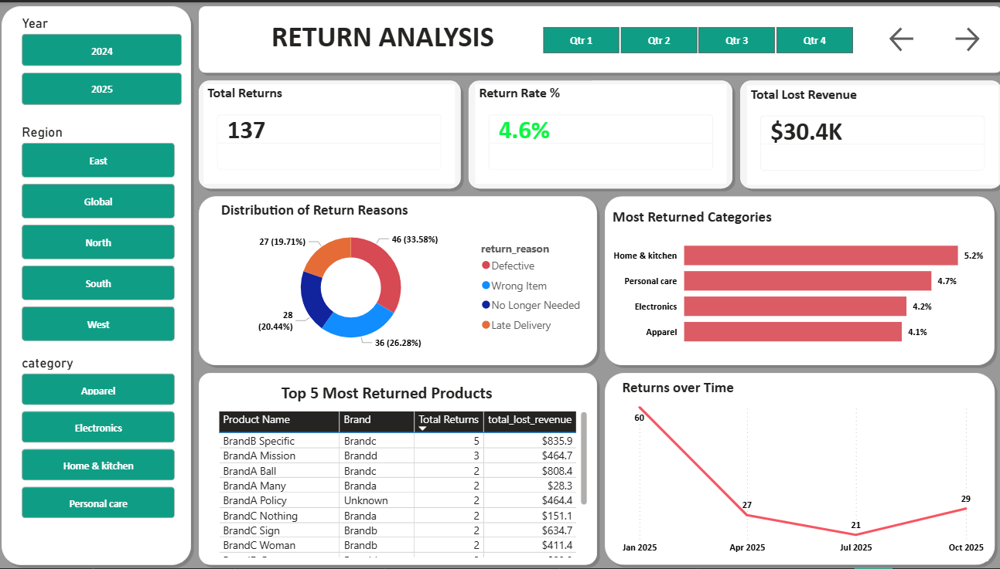 Year
2024
2025
Region
East
Global
North
South
West
category
Apparel
Electronics
Home & kitchen
Personal care
RETURN ANALYSIS
Qtr 1 Qtr 2 Qtr 3 Qtr 4
Total Returns
137
Return Rate %
4.6%
Total Lost Revenue
$30.4K
Distribution of Return Reasons
27 (19.71%)
46 (33.58%)
28
(20.44%)
36 (26.28%)
return_reason
Defective
Wrong Item
No Longer Needed
Late Delivery
Most Returned Categories
Home & kitchen 5.2%
Personal care 4.7%
Electronics 4.2%
Apparel 4.1%
Top 5 Most Returned Products
Product Name Brand Total Returns total_lost_revenue
BrandB Specific Brandc 5 $835.9
BrandA Mission Brandd 3 $464.7
BrandA Ball Brandc 2 $808.4
BrandA Many Branda 2 $28.3
BrandA Policy Unknown 2 $464.4
BrandC Nothing Branda 2 $151.1
BrandC Sign Brandb 2 $634.7
BrandC Woman Brandb 2 $411.4
Returns over Time
60
27
21
29
Jan 2025 Apr 2025 Jul 2025 Oct 2025